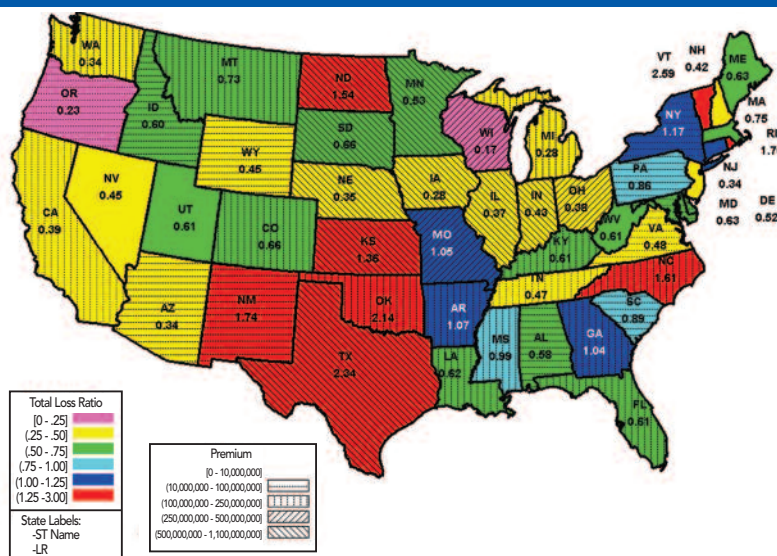 WA
0.34
OR
0.23
CA
0.39
NV
0.45
ID
0.60
MT
0.73
WY
0.45
UT
0.61
AZ
0.34
CO
0.66
NM
1.74
ND
1.54
SD
0.66
NE
0.35
KS
1.36
OK
2.14
TX
2.34
MN
0.53
IA
0.28
MO
1.05
AR
1.07
LA
0.62
WI
0.17
IL
0.37
IN
0.43
MI
0.28
OH
0.38
KY
0.61
TN
0.47
MS
0.99
AL
0.58
GA
1.04
FL
0.61
SC
0.89
NC
1.61
VA
0.48
WV
0.61
PA
0.86
NY
1.17
VT
2.59
NH
0.42
ME
0.63
MA
0.75
RI
NJ
0.34
MD
0.63
DE
0.52
Total Loss Ratio
[0 - .25]
(.25 - .50]
(.50 - .75]
(.75 - 1.00]
(1.00 - 1.25]
(1.25 -3.00]
State Labels:
-ST Name
-LR
Premium
[0 - 10,000,000]
(10,000,000 - 100,000,000]
(100,000,000 - 250,000,000]
(250,000,000 - 500,000,000]
(500,000,000 - 1,100,000,000]